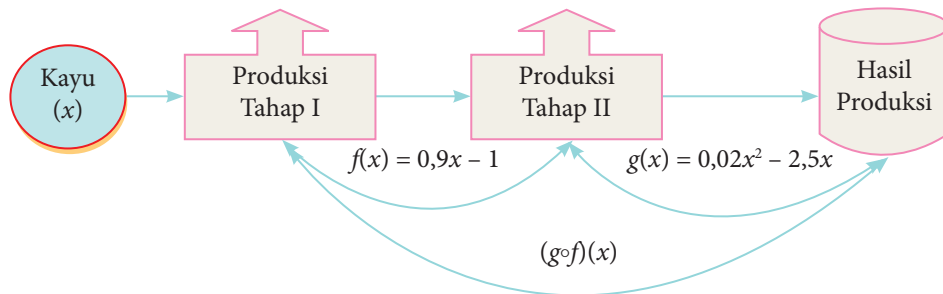 Kayu
(x)
Produksi
Tahap I
Produksi
Tahap II
Hasil
Produksi
f(x) = 0,9x – 1
g(x) = 0,02x² – 2,5x
(g∘f)(x)